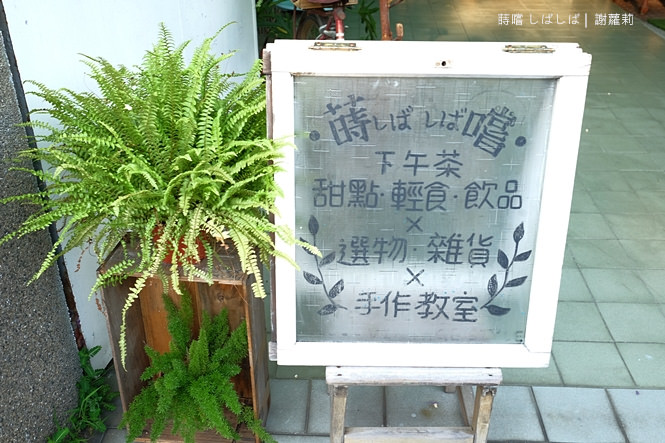 蒔嚐 しばしば | 謝蘿莉
·蒔しばしば嚐·
下午茶
甜點·輕食·飲品
×
選物·雜貨
×
手作教室